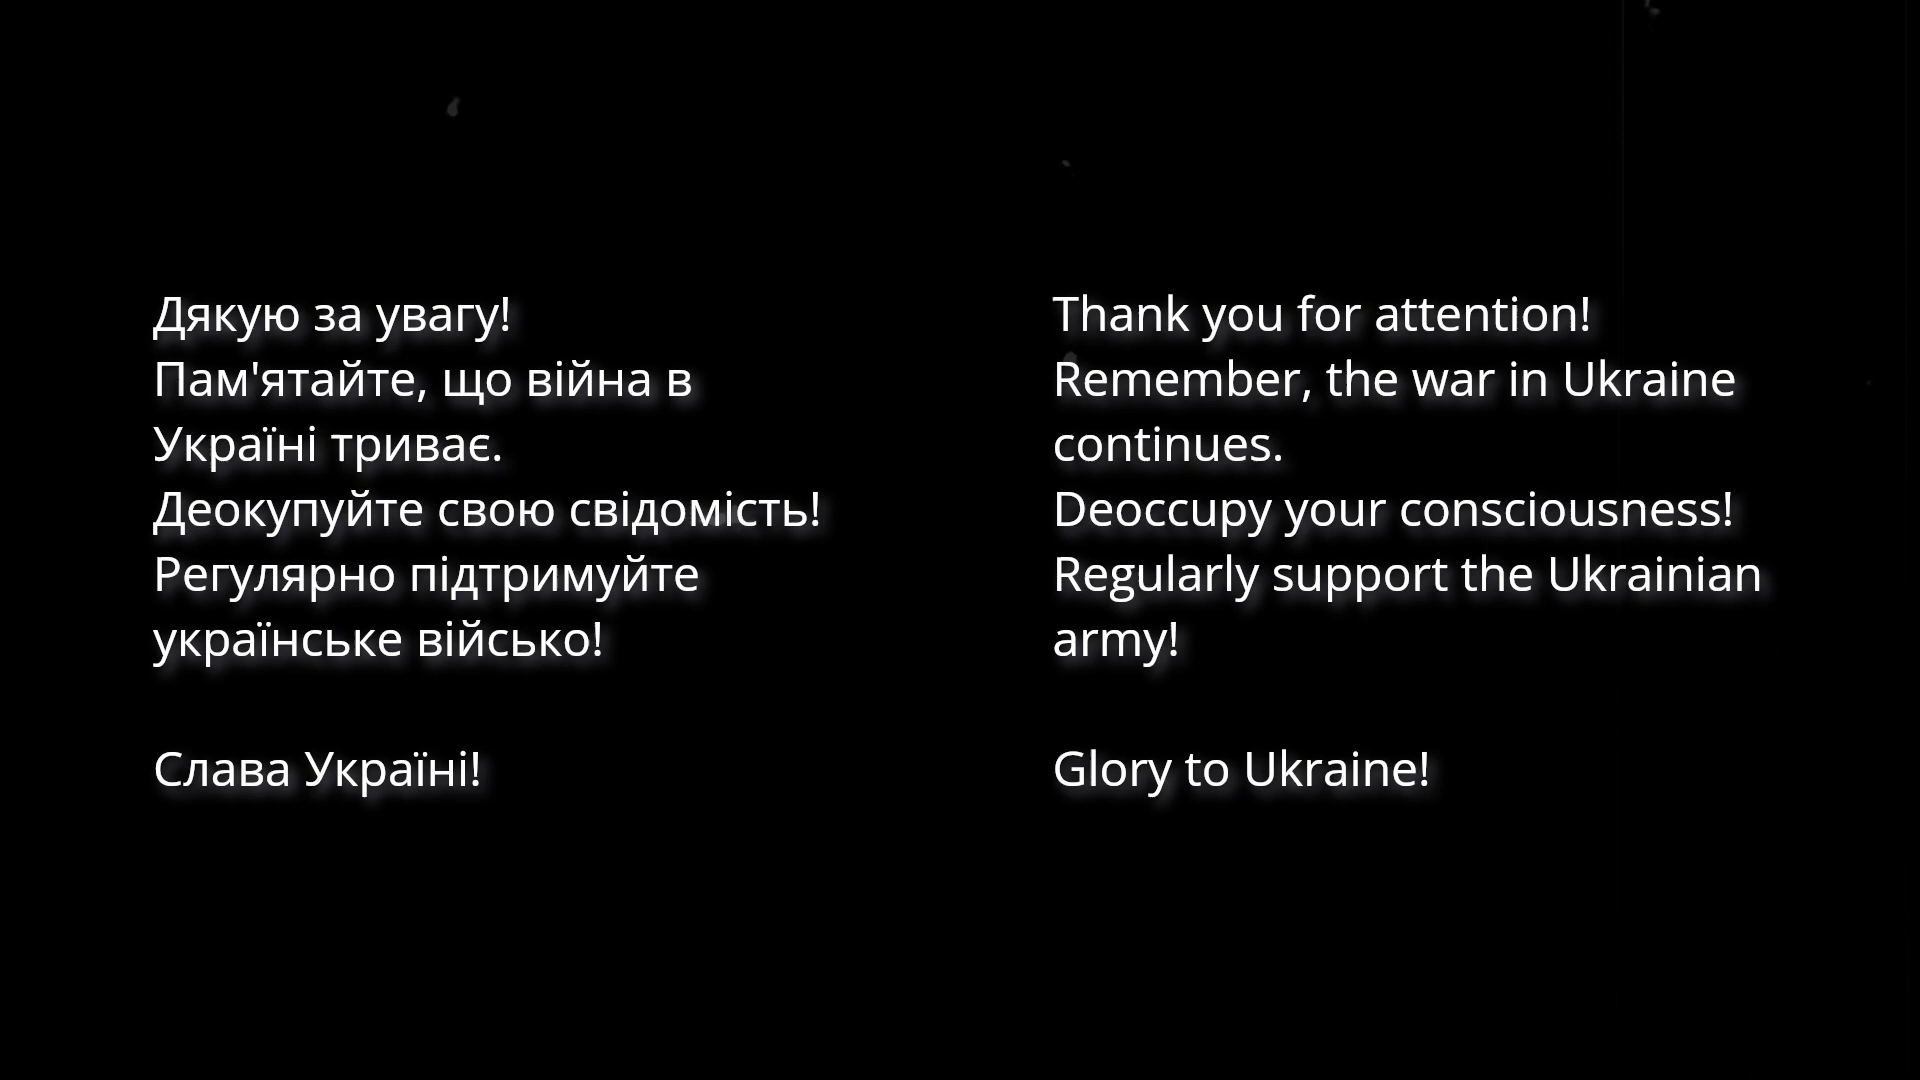 Дякую за увагу!
Пам'ятайте, що війна в
Україні триває.
Деокупуйте свою свідомість!
Регулярно підтримуйте
українське військо!
Слава Україні!
Thank you for attention!
Remember, the war in Ukraine
continues.
Deoccupy your consciousness!
Regularly support the Ukrainian
army!
Glory to Ukraine!